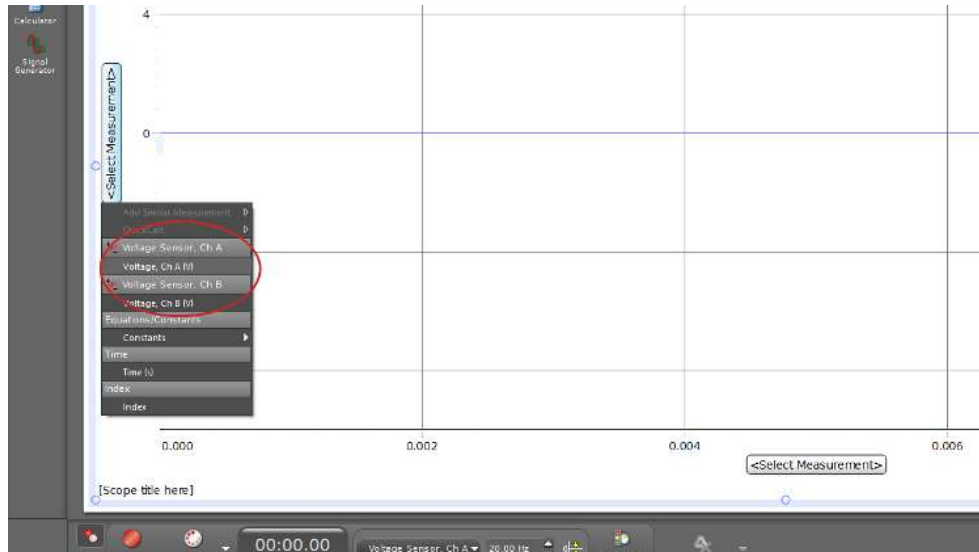 Calculator
Signal
Generator
4
0
<Select Measurement>
Add Similar Measurement
QuickCalc
Voltage Sensor, Ch A
Voltage, Ch A (V)
Voltage Sensor, Ch B
Voltage, Ch B (V)
Equations/Constants
Constants
Time
Time (s)
Index
Index
0.000
0.002
0.004
0.006
<Select Measurement>
[Scope title here]
00:00.00
Voltage Sensor, Ch A
20.00 Hz